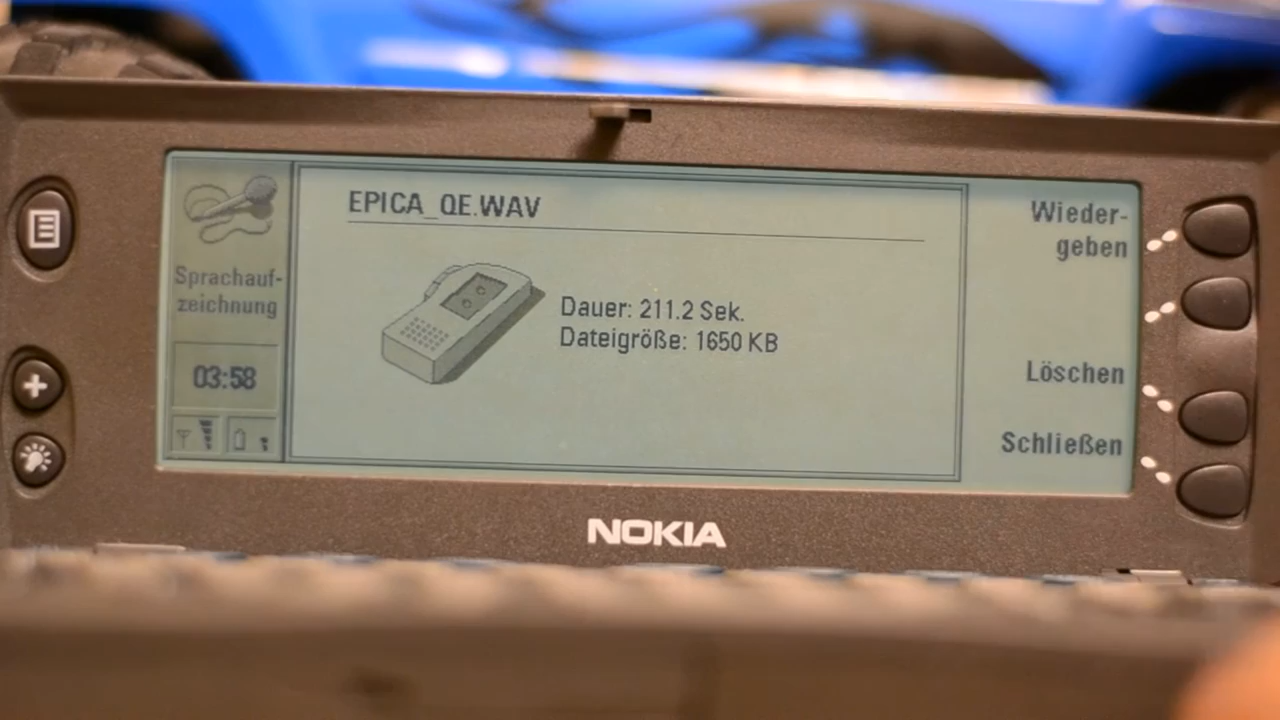 EPICA_QE.WAV
Sprachauf-
zeichnung
03:58
Dauer: 211.2 Sek.
Dateigröße: 1650 KB
Wieder-
geben
Löschen
Schließen
NOKIA